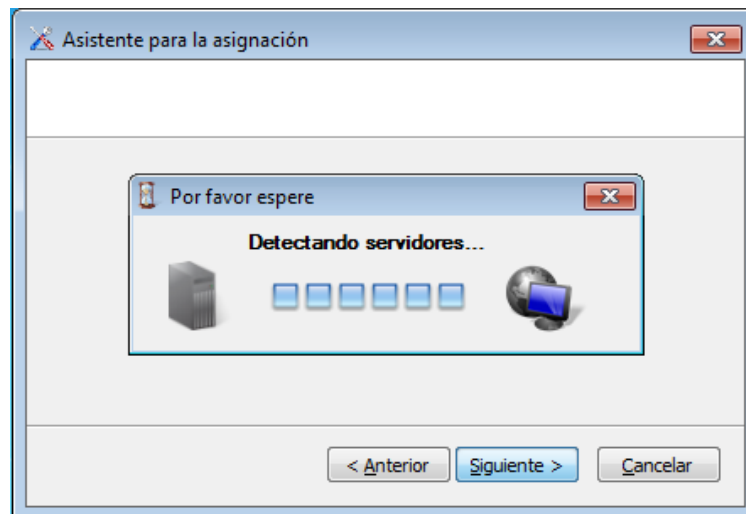 Asistente para la asignación
Por favor espere
Detectando servidores...
< Anterior
Siguiente >
Cancelar